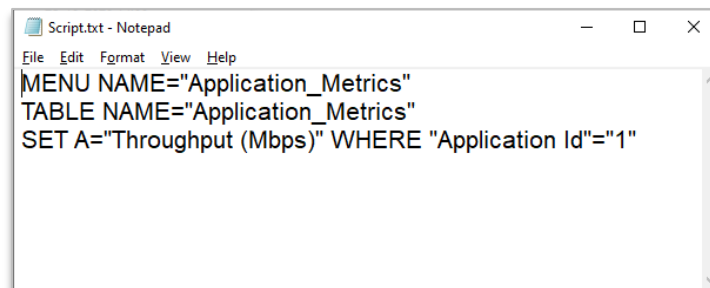 Script.txt - Notepad
File Edit Format View Help
MENU NAME="Application_Metrics"
TABLE NAME="Application_Metrics"
SET A="Throughput (Mbps)" WHERE "Application Id"="1"